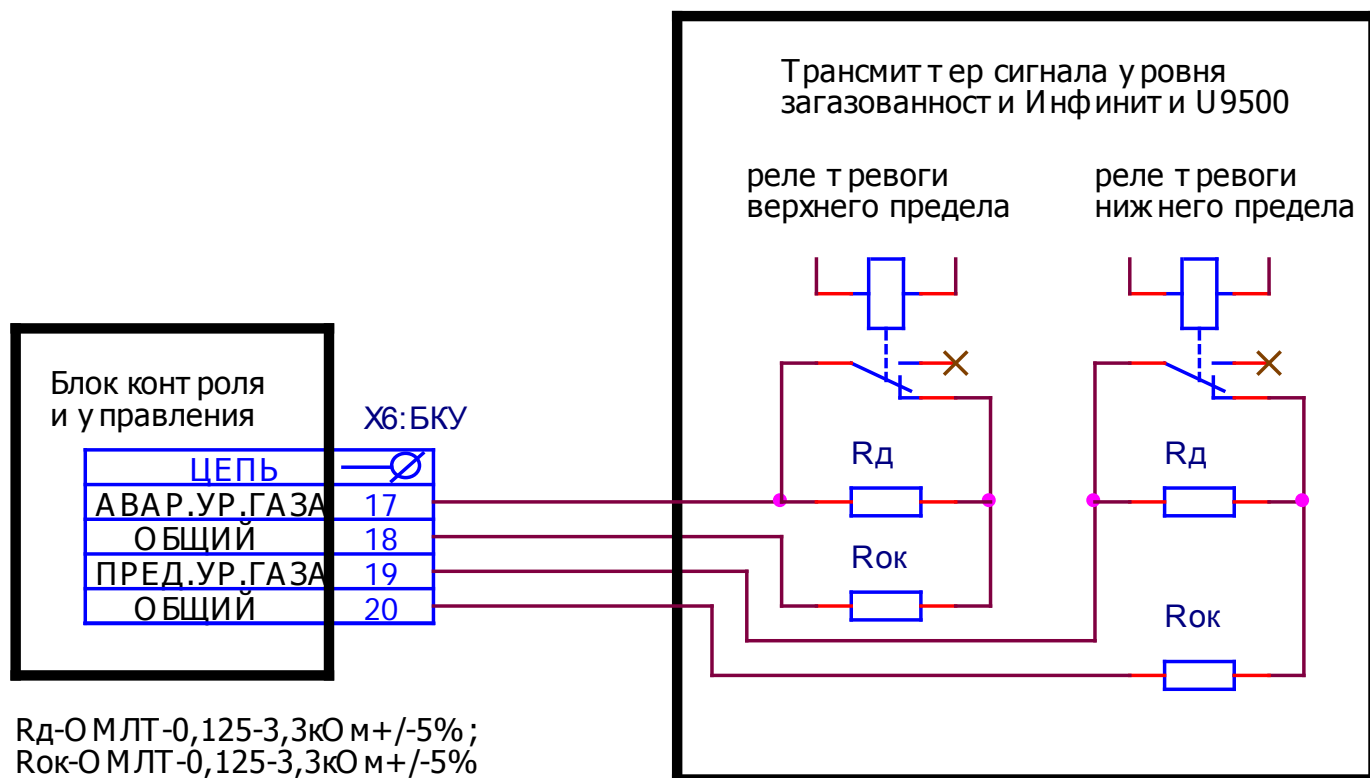 Трансмиттер сигнала уровня
загазованности Инфинити U9500
реле тревоги
верхнего предела
реле тревоги
нижнего предела
Блок контроля
и управления
X6:БКУ
ЦЕПЬ
АВАР.УР.ГАЗА 17
ОБЩИЙ 18
ПРЕД.УР.ГАЗА 19
ОБЩИЙ 20
Rд
Rд
Rок
Rок
Rд-ОМЛТ-0,125-3,3кОм+/-5%;
Rок-ОМЛТ-0,125-3,3кОм+/-5%